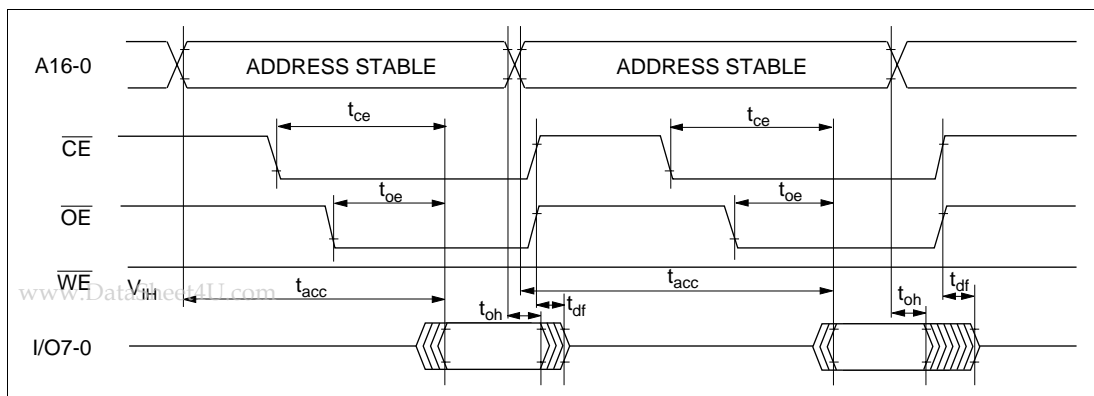 A16-0 ADDRESS STABLE ADDRESS STABLE
tce tce
CE
toe toe
OE
WE VIH
www.DataSheet4U.com
tacc tacc
toh tdf toh tdf
I/O7-0